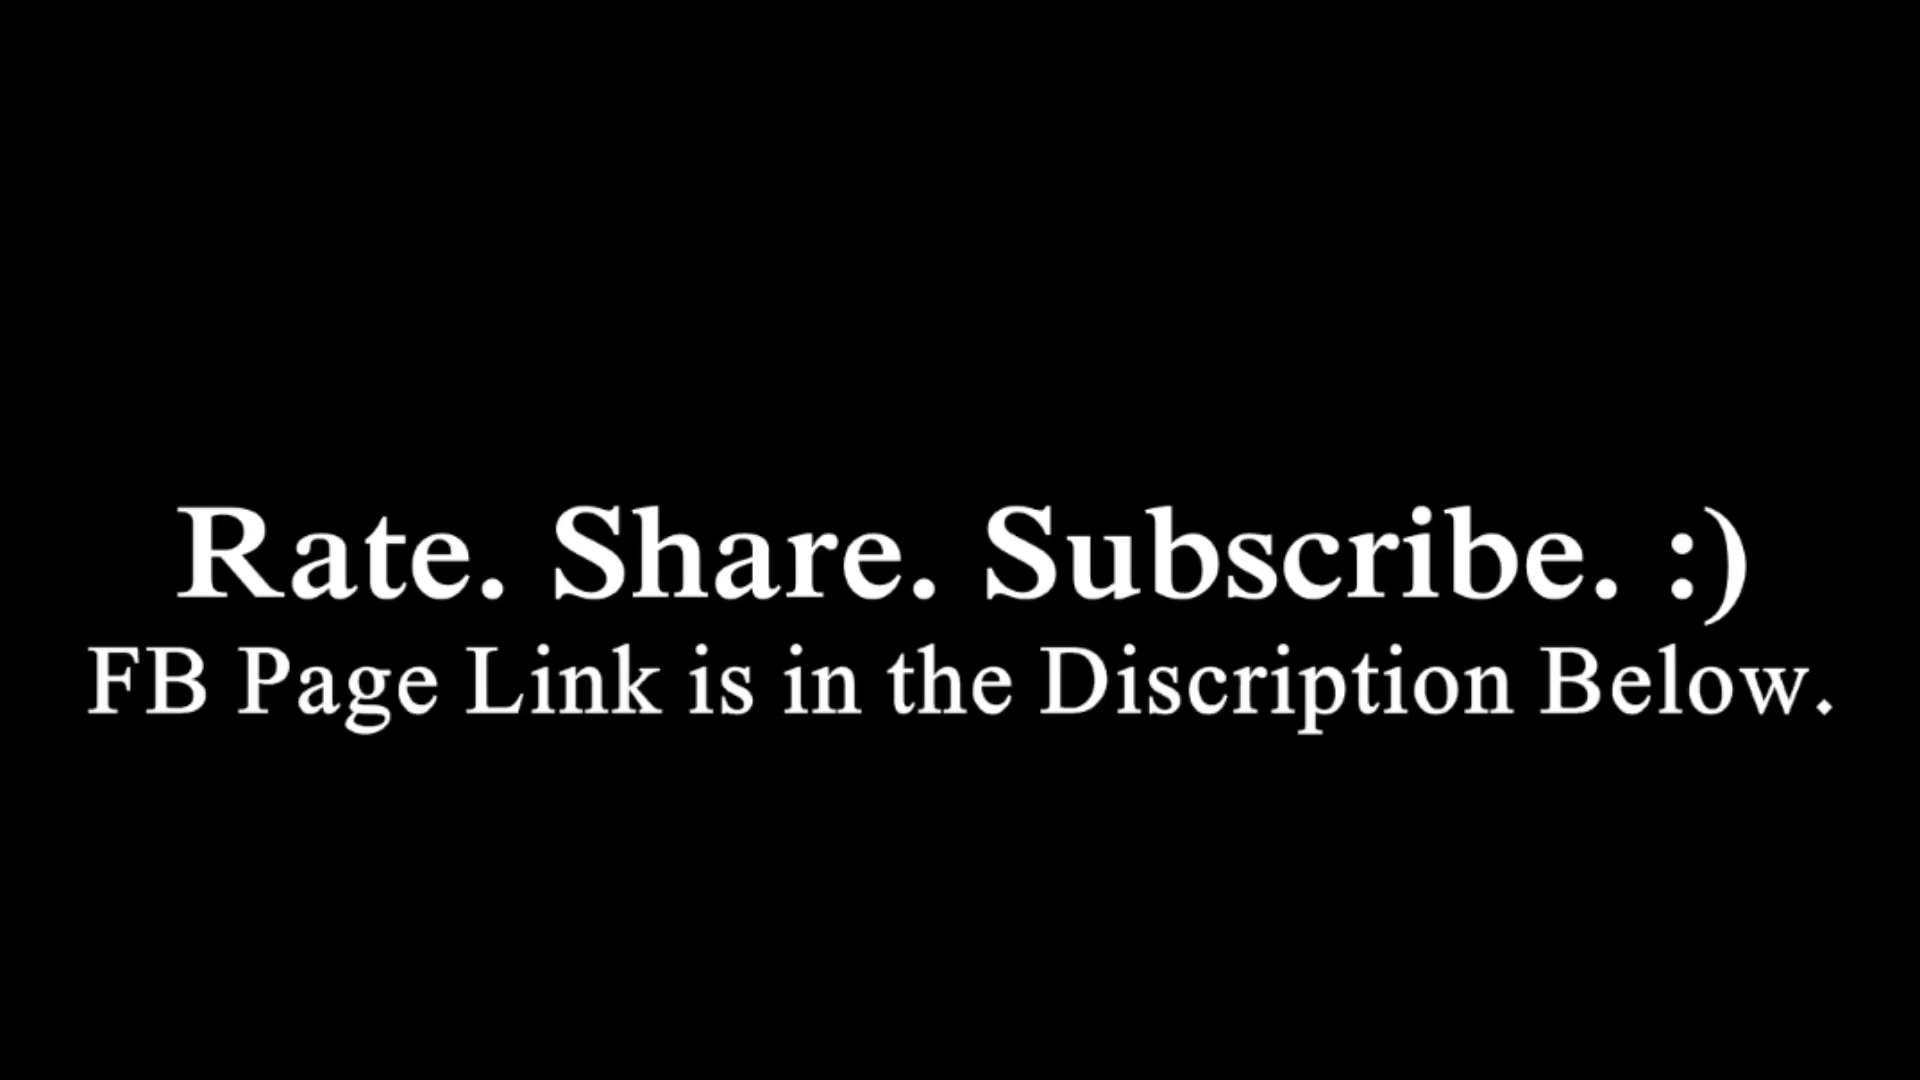 Rate. Share. Subscribe. :)
FB Page Link is in the Discription Below.